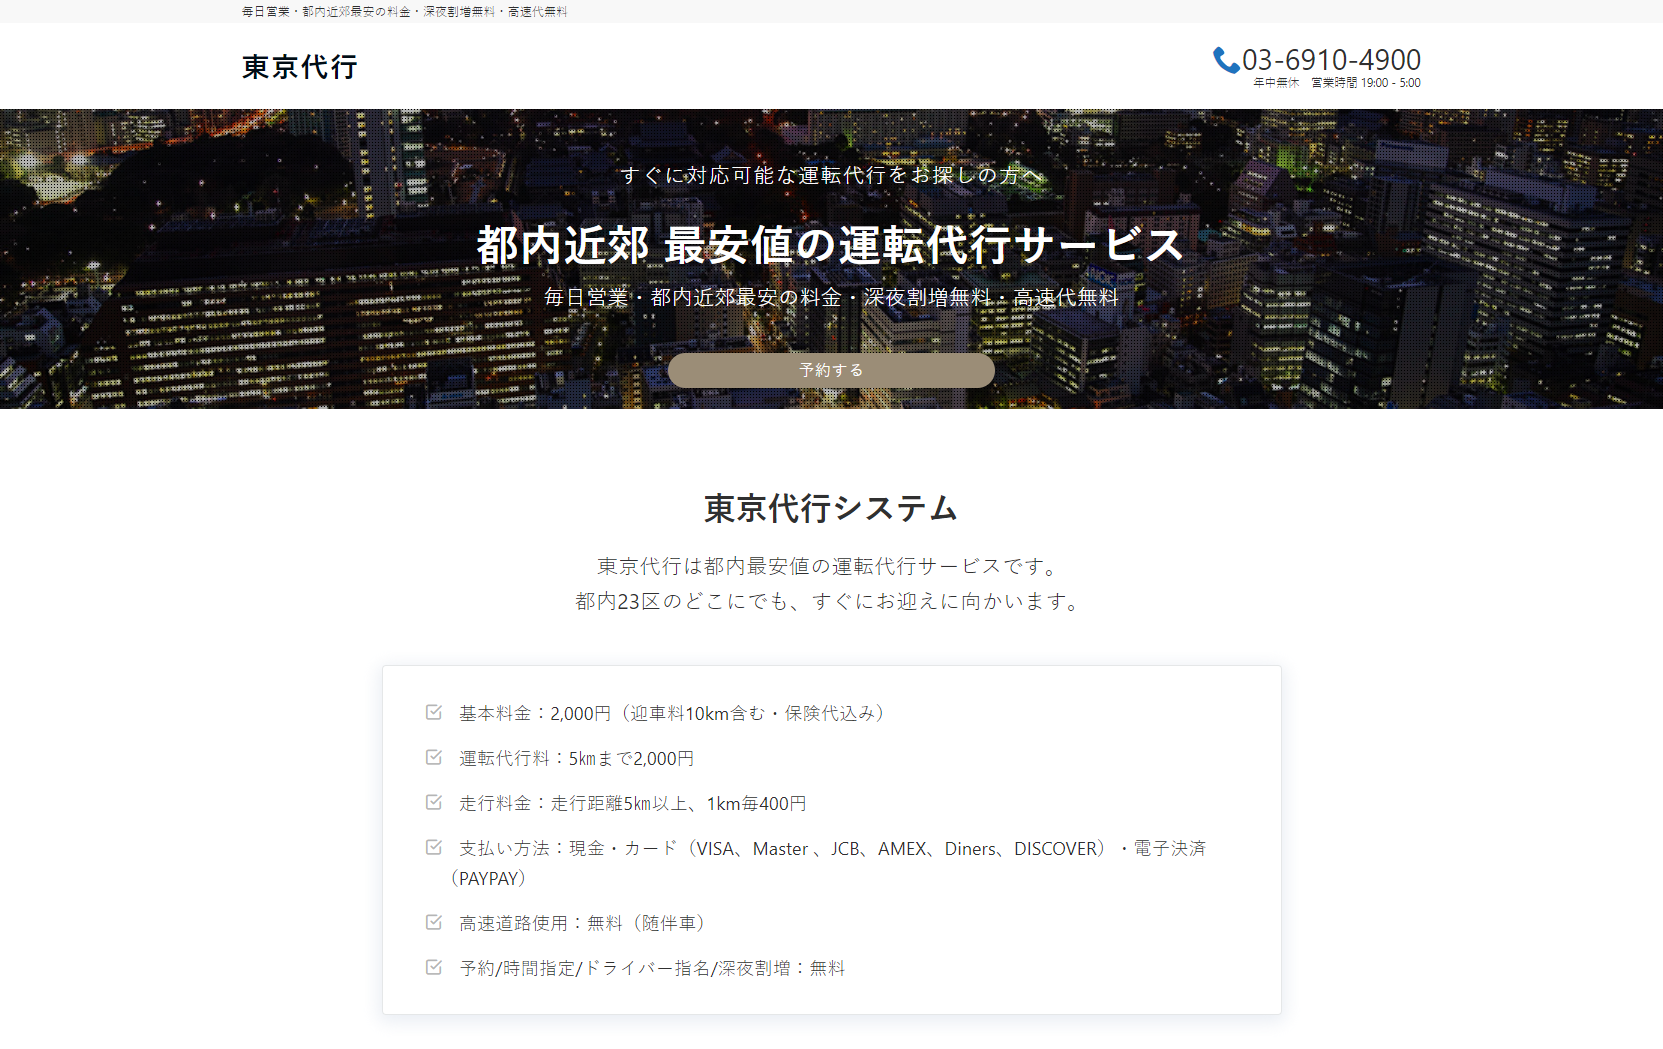 毎日営業・都内近郊最安の料金・深夜割増無料・高速代無料
東京代行
03-6910-4900
年中無休　営業時間 19:00 - 5:00
すぐに対応可能な運転代行をお探しの方へ
都内近郊 最安値の運転代行サービス
毎日営業・都内近郊最安の料金・深夜割増無料・高速代無料
予約する
東京代行システム
東京代行は都内最安値の運転代行サービスです。
都内23区のどこにでも、すぐにお迎えに向かいます。
基本料金：2,000円（迎車料10km含む・保険代込み）
運転代行料：5㎞まで2,000円
走行料金：走行距離5㎞以上、1km毎400円
支払い方法：現金・カード（VISA、Master 、JCB、AMEX、Diners、DISCOVER）・電子決済
（PAYPAY）
高速道路使用：無料（随伴車）
予約/時間指定/ドライバー指名/深夜割増：無料